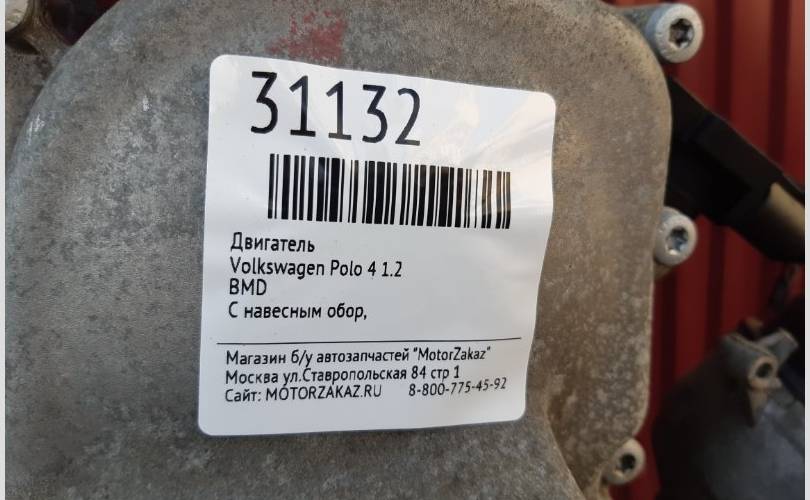 31132
Двигатель
Volkswagen Polo 4 1.2
BMD
С навесным обор,
Магазин б/у автозапчастей "MotorZakaz"
Москва ул.Ставропольская 84 стр 1
Сайт: MOTORZAKAZ.RU 8-800-775-45-92